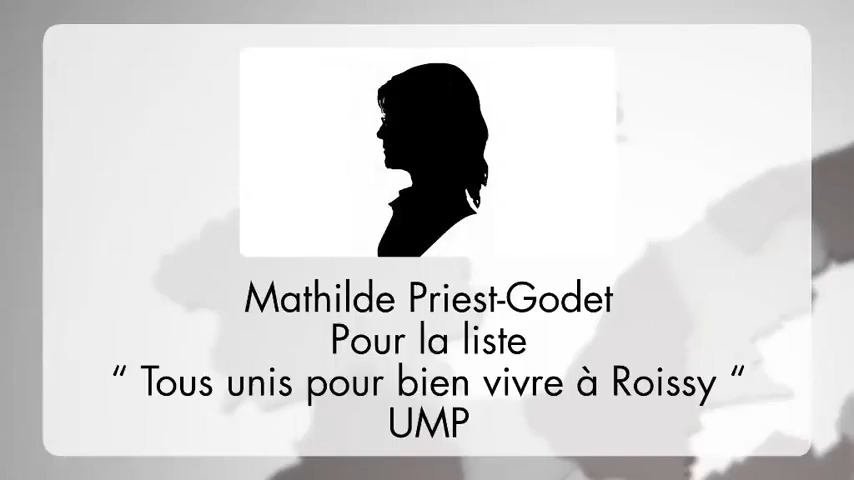 Mathilde Priest-Godet
Pour la liste
“ Tous unis pour bien vivre à Roissy “
UMP